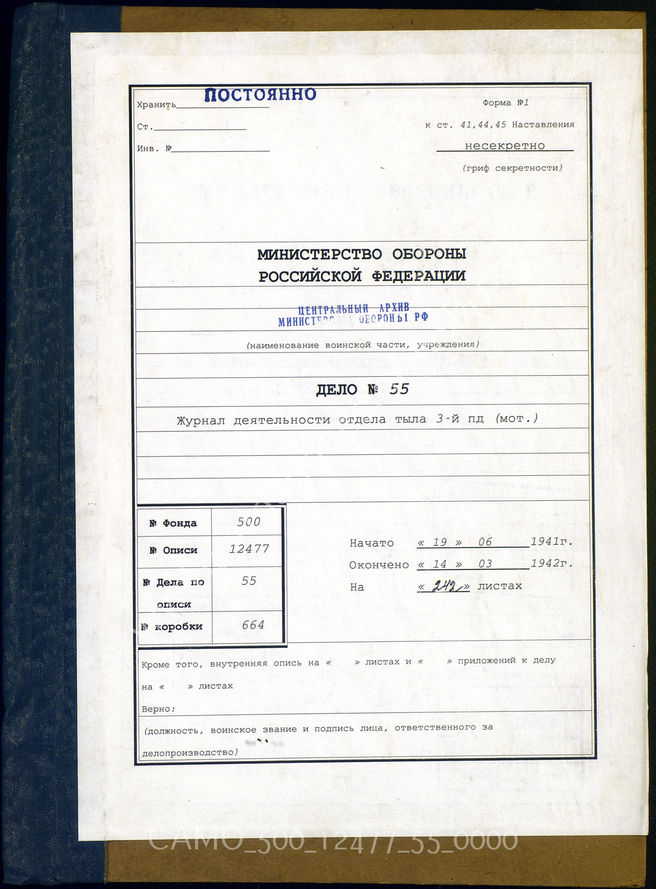 Хранить ПОСТОЯННО
Ст.
Инв. №
Форма №1
к ст. 41,44,45 Наставления
несекретно
(гриф секретности)
МИНИСТЕРСТВО ОБОРОНЫ
РОССИЙСКОЙ ФЕДЕРАЦИИ
ЦЕНТРАЛЬНЫЙ АРХИВ
МИНИСТЕРСТВА ОБОРОНЫ РФ
(наименование воинской части, учреждения)
ДЕЛО № 55
Журнал деятельности отдела тыла 3-й пд (мот.)
№ Фонда 500
№ Описи 12477
№ Дела по описи 55
№ коробки 664
Начато « 19 » 06 1941г.
Окончено « 14 » 03 1942г.
На « 242 » листах
Кроме того, внутренняя опись на « » листах и « » приложений к делу
на « » листах
Верно:
(должность, воинское звание и подпись лица, ответственного за
делопроизводство)
CAMO_500_12477_55_0000